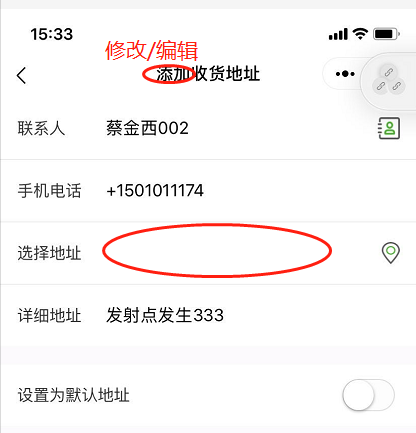 15:33
修改/编辑
添加收货地址
联系人 蔡金西002
手机电话 +1501011174
选择地址
详细地址 发射点发生333
设置为默认地址